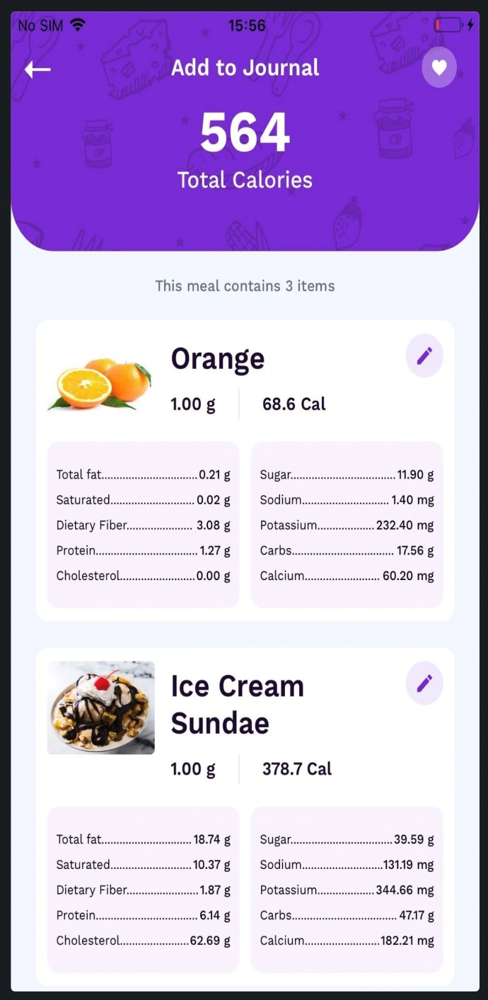 No SIM 15:56
Add to Journal
564
Total Calories
This meal contains 3 items
Orange
1.00 g 68.6 Cal
Total fat..............................0.21 g Sugar................................11.90 g
Saturated.......................... 0.02 g Sodium........................... 1.40 mg
Dietary Fiber.................... 3.08 g Potassium.................232.40 mg
Protein...............................1.27 g Carbs............................... 17.56 g
Cholesterol.......................0.00 g Calcium....................... 60.20 mg
Ice Cream
Sundae
1.00 g 378.7 Cal
Total fat............................18.74 g Sugar...............................39.59 g
Saturated.........................10.37 g Sodium........................131.19 mg
Dietary Fiber......................1.87 g Potassium.................344.66 mg
Protein...............................6.14 g Carbs................................ 47.17 g
Cholesterol.....................62.69 g Calcium.......................182.21 mg